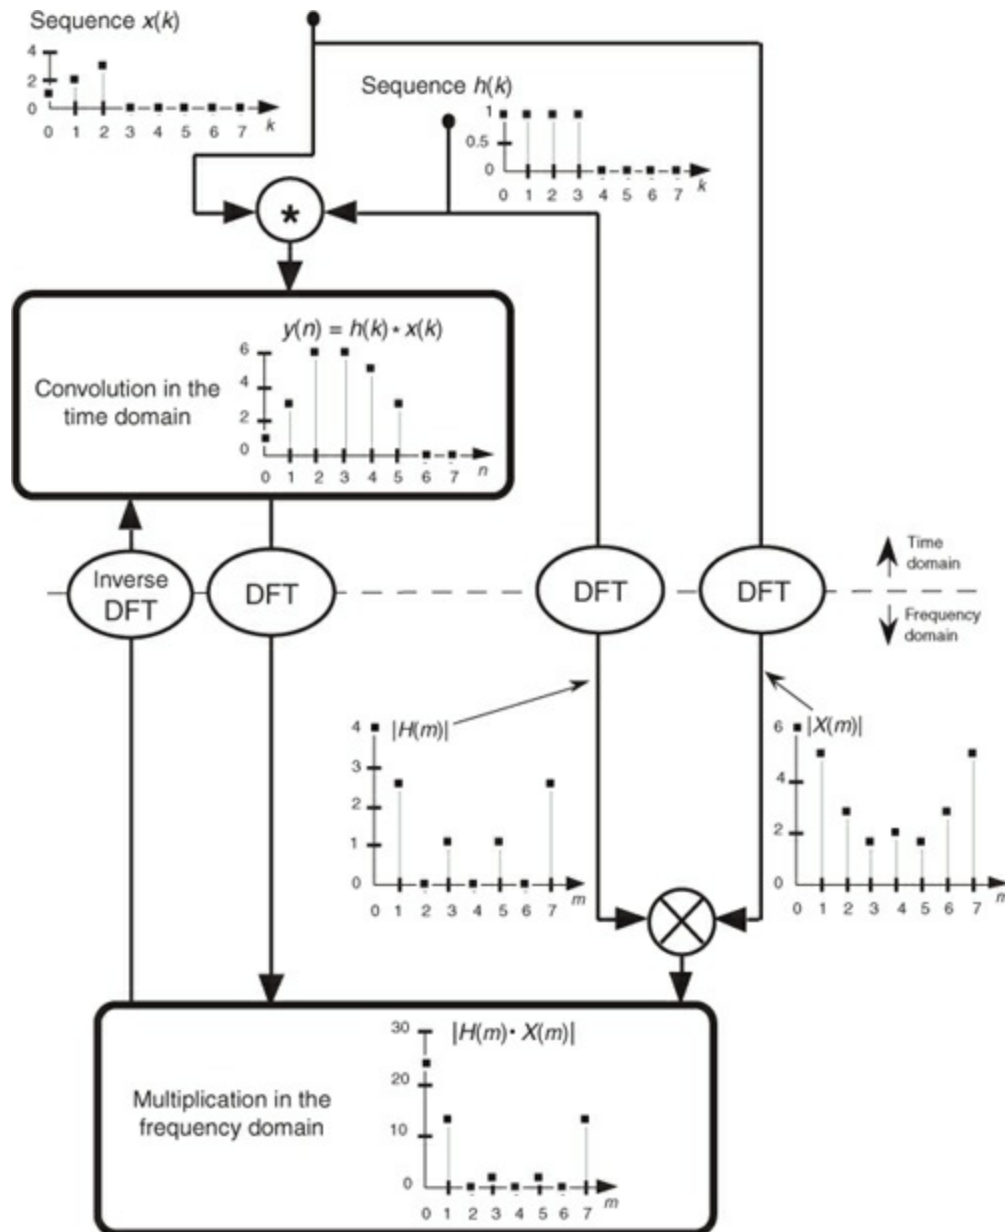 Sequence x(k)
4
2
0
0 1 2 3 4 5 6 7 k
Sequence h(k)
1
0.5
0
0 1 2 3 4 5 6 7 k
*
y(n) = h(k) * x(k)
6
4
2
0
0 1 2 3 4 5 6 7 n
Convolution in the
time domain
Inverse
DFT
DFT
DFT
DFT
Time
domain
Frequency
domain
|H(m)|
4
3
2
1
0
0 1 2 3 4 5 6 7 m
|X(m)|
6
4
2
0
0 1 2 3 4 5 6 7
|H(m) · X(m)|
30
20
10
0
0 1 2 3 4 5 6 7 m
Multiplication in the
frequency domain